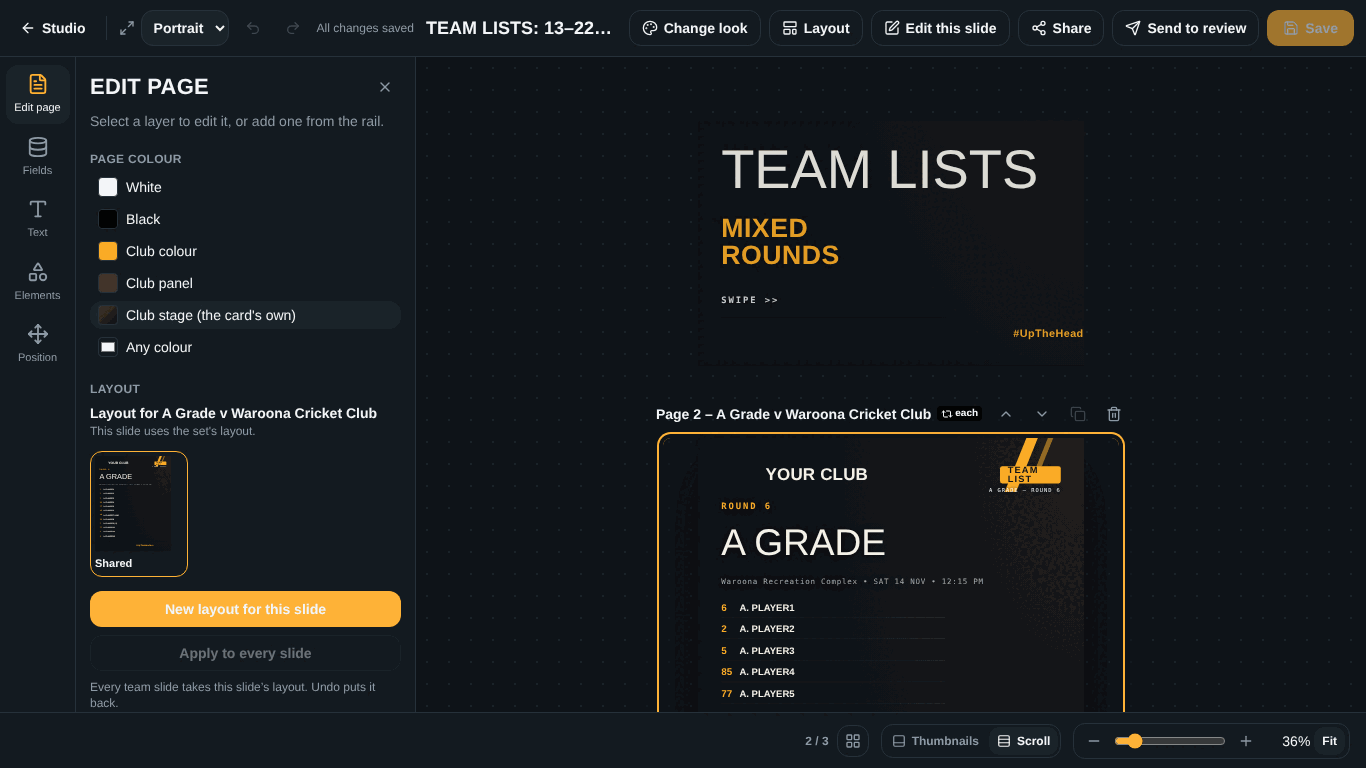 Studio
Portrait
All changes saved
TEAM LISTS: 13–22…
Change look
Layout
Edit this slide
Share
Send to review
Save
Edit page
Fields
Text
Elements
Position
EDIT PAGE
Select a layer to edit it, or add one from the rail.
PAGE COLOUR
White
Black
Club colour
Club panel
Club stage (the card's own)
Any colour
LAYOUT
Layout for A Grade v Waroona Cricket Club
This slide uses the set's layout.
YOUR CLUB
A GRADE
Shared
New layout for this slide
Apply to every slide
Every team slide takes this slide's layout. Undo puts it
back.
TEAM LISTS
MIXED
ROUNDS
SWIPE >>
#UpTheHead
Page 2 – A Grade v Waroona Cricket Club
each
YOUR CLUB
TEAM
LIST
A GRADE — ROUND 6
ROUND 6
A GRADE
Waroona Recreation Complex • SAT 14 NOV • 12:15 PM
6 A. PLAYER1
2 A. PLAYER2
5 A. PLAYER3
85 A. PLAYER4
77 A. PLAYER5
2 / 3
Thumbnails
Scroll
36%
Fit